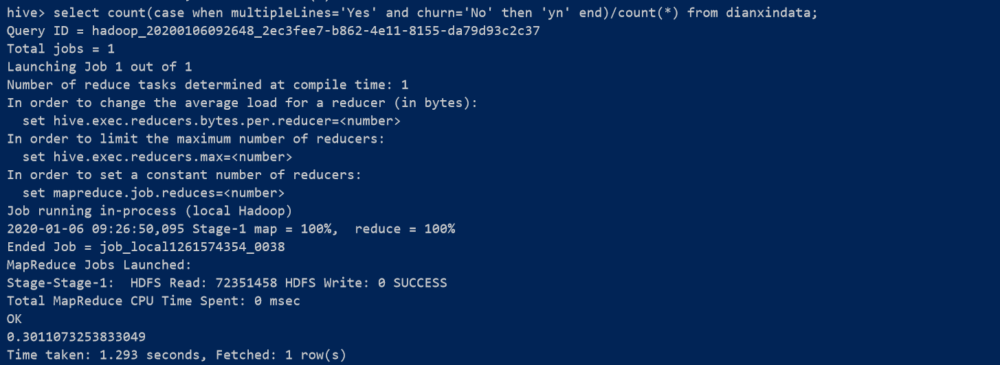 hive> select count(case when multipleLines='Yes' and churn='No' then 'yn' end)/count(*) from dianxindata;
Query ID = hadoop_20200106092648_2ec3fee7-b862-4e11-8155-da79d93c2c37
Total jobs = 1
Launching Job 1 out of 1
Number of reduce tasks determined at compile time: 1
In order to change the average load for a reducer (in bytes):
  set hive.exec.reducers.bytes.per.reducer=<number>
In order to limit the maximum number of reducers:
  set hive.exec.reducers.max=<number>
In order to set a constant number of reducers:
  set mapreduce.job.reduces=<number>
Job running in-process (local Hadoop)
2020-01-06 09:26:50,095 Stage-1 map = 100%,  reduce = 100%
Ended Job = job_local1261574354_0038
MapReduce Jobs Launched:
Stage-Stage-1:  HDFS Read: 72351458 HDFS Write: 0 SUCCESS
Total MapReduce CPU Time Spent: 0 msec
OK
0.3011073253833049
Time taken: 1.293 seconds, Fetched: 1 row(s)